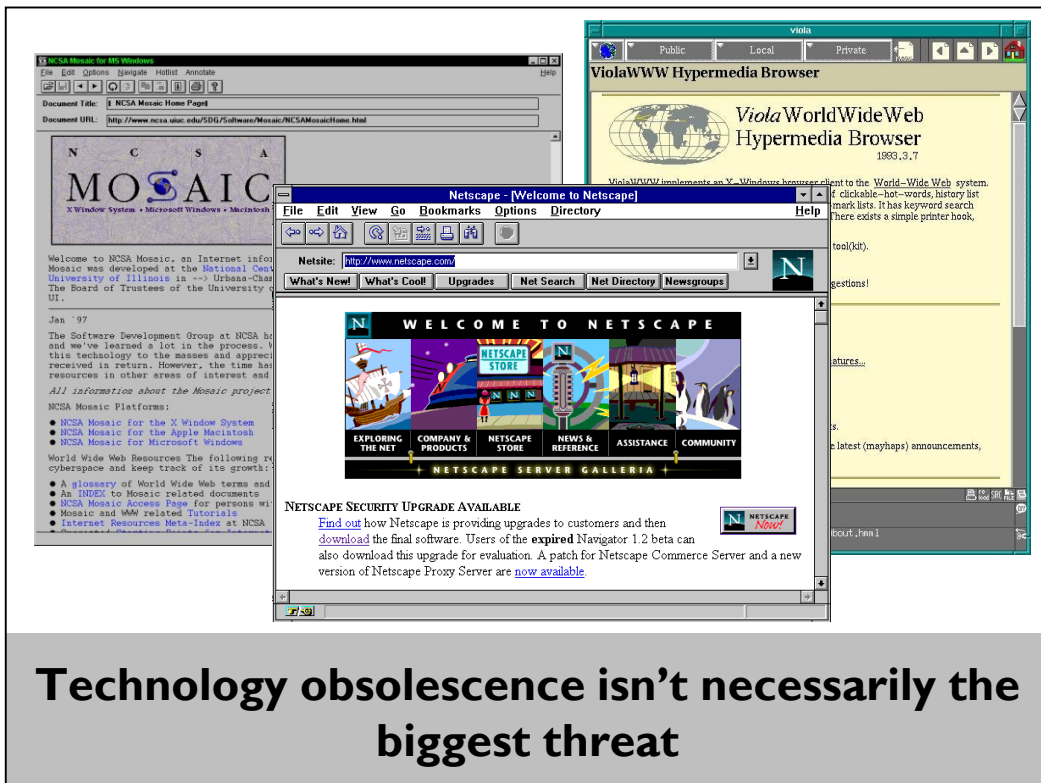 NCSA Mosaic for MS Windows
File Edit Options Navigate Hotlist Annotate Help
Document Title: NCSA Mosaic Home Page
Document URL: http://www.ncsa.uiuc.edu/SDG/Software/Mosaic/NCSAMosaicHome.html
N C S A
MOSAIC
X Window System • Microsoft Windows • Macintosh
Welcome to NCSA Mosaic, an Internet
Mosaic was developed at the National
University of Illinois in --> Urbana-
The Board of Trustees of the University
UI.
Jan '97
The Software Development Group at NCSA
and we've learned a lot in the process.
this technology to the masses and
received in return. However, the time has
resources in other areas of interest and
All information about the Mosaic project
NCSA Mosaic Platforms:
● NCSA Mosaic for the X Window System
● NCSA Mosaic for the Apple Macintosh
● NCSA Mosaic for Microsoft Windows
World Wide Web Resources The following
cyberspace and keep track of its growth:
● A glossary of World Wide Web terms and
● An INDEX to Mosaic related documents
● NCSA Mosaic Access Page for persons
● Mosaic and WWW related Tutorials
● Internet Resources Meta-Index at NCSA
viola
Public Local Private
ViolaWWW Hypermedia Browser
Viola WorldWideWeb
Hypermedia Browser
1993.3.7
ViolaWWW implements an X-Windows browser client to the World-Wide Web system.
of clickable-hot-words, history list
mark lists. It has keyword search
There exists a simple printer hook,
tool(kit).
gestions!
atures...
e latest (mayhaps) announcements,
bout.hmml
Netscape - [Welcome to Netscape]
File Edit View Go Bookmarks Options Directory Help
Netsite: http://www.netscape.com/
N
What's New! What's Cool! Upgrades Net Search Net Directory Newsgroups
N WELCOME TO NETSCAPE
NETSCAPE
STORE
N
EXPLORING THE NET COMPANY & PRODUCTS NETSCAPE STORE NEWS & REFERENCE ASSISTANCE COMMUNITY
NETSCAPE SERVER GALLERIA
NETSCAPE SECURITY UPGRADE AVAILABLE
Find out how Netscape is providing upgrades to customers and then
download the final software. Users of the expired Navigator 1.2 beta can
also download this upgrade for evaluation. A patch for Netscape Commerce Server and a new
version of Netscape Proxy Server are now available.
N NETSCAPE
Now!
Technology obsolescence isn't necessarily the
biggest threat